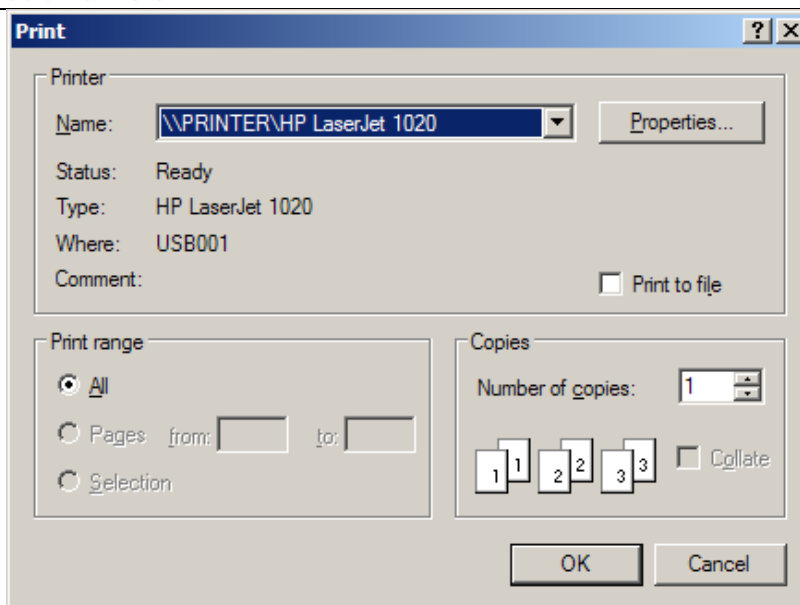 Print
Printer
Name: \\PRINTER\HP LaserJet 1020 Properties...
Status: Ready
Type: HP LaserJet 1020
Where: USB001
Comment: Print to file
Print range
All
Pages from: to:
Selection
Copies
Number of copies: 1
1 1 2 2 3 3 Collate
OK Cancel